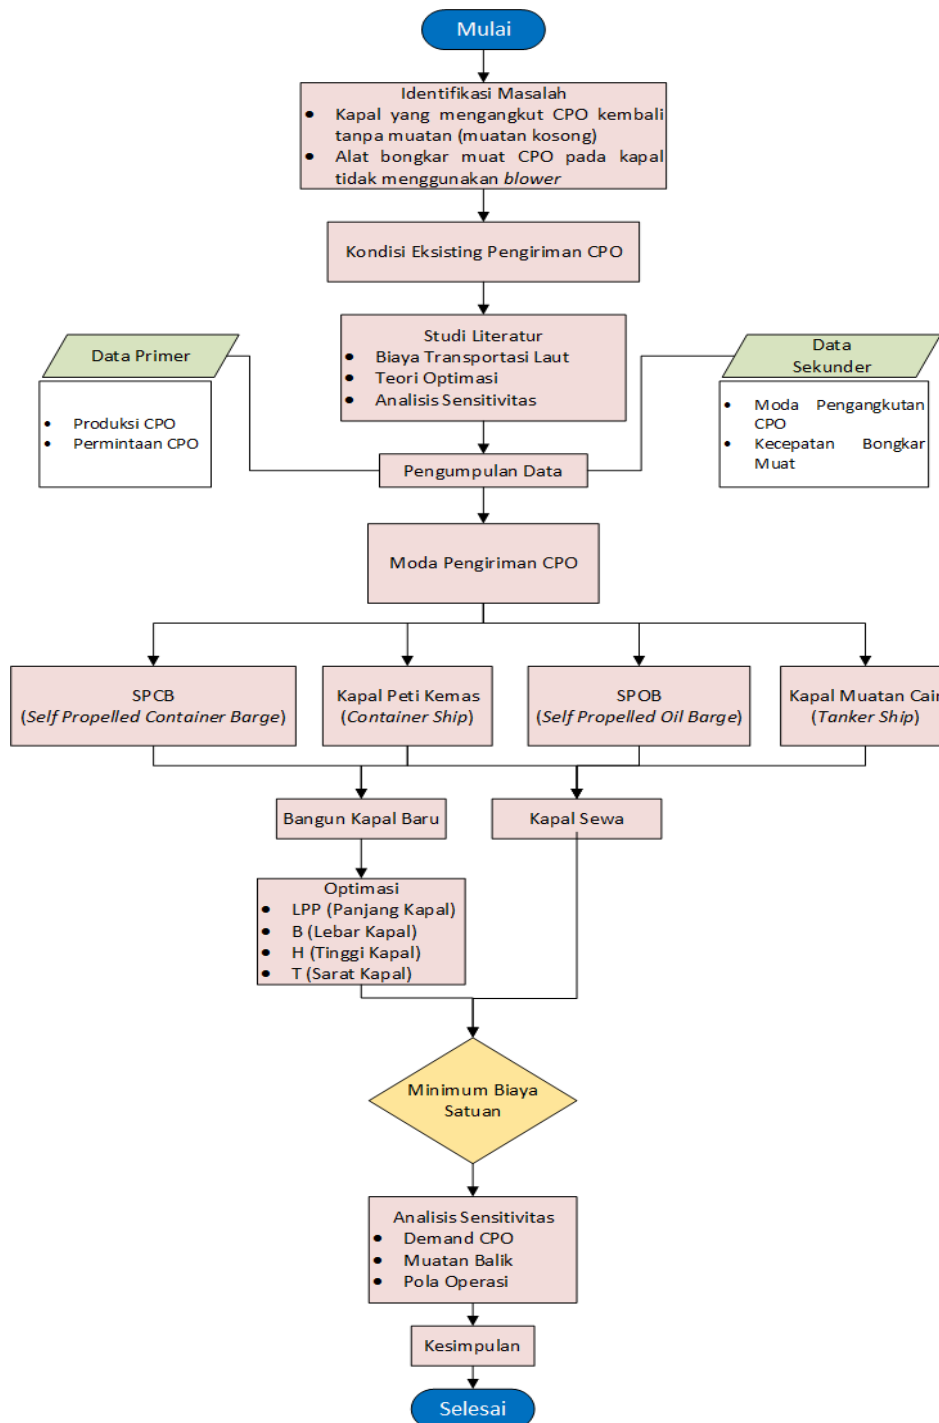 Mulai
Identifikasi Masalah
• Kapal yang mengangkut CPO kembali
tanpa muatan (muatan kosong)
• Alat bongkar muat CPO pada kapal
tidak menggunakan blower
Kondisi Eksisting Pengiriman CPO
Studi Literatur
• Biaya Transportasi Laut
• Teori Optimasi
• Analisis Sensitivitas
Data Primer
• Produksi CPO
• Permintaan CPO
Data
Sekunder
• Moda Pengangkutan
CPO
• Kecepatan Bongkar
Muat
Pengumpulan Data
Moda Pengiriman CPO
SPCB
(Self Propelled Container Barge)
Kapal Peti Kemas
(Container Ship)
SPOB
(Self Propelled Oil Barge)
Kapal Muatan Cair
(Tanker Ship)
Bangun Kapal Baru
Kapal Sewa
Optimasi
• LPP (Panjang Kapal)
• B (Lebar Kapal)
• H (Tinggi Kapal)
• T (Sarat Kapal)
Minimum Biaya
Satuan
Analisis Sensitivitas
• Demand CPO
• Muatan Balik
• Pola Operasi
Kesimpulan
Selesai